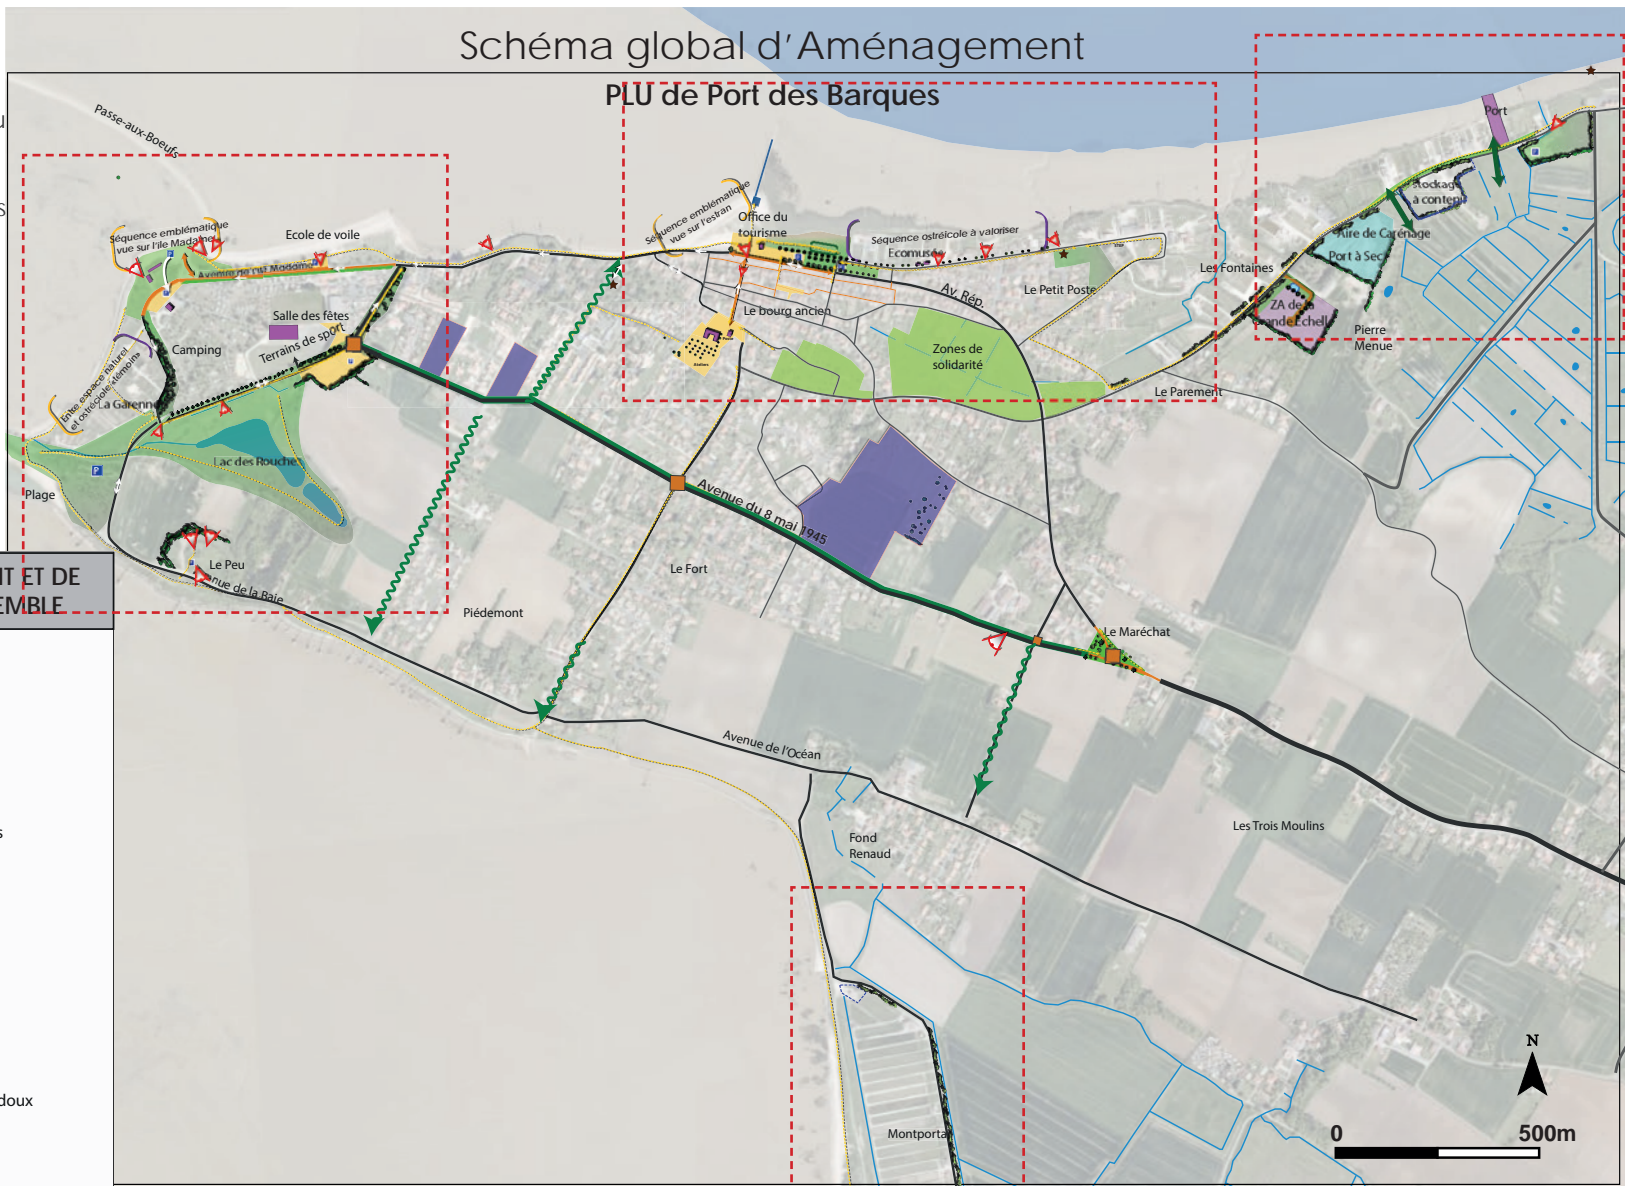 Schéma global d'Aménagement
PLU de Port des Barques
Passe-aux-Boeufs
Séquence emblématique
vue sur l'île Madame
Ecole de voile
Avenue de l'Ile Madame
Salle des fêtes
Terrains de sport
Camping
Entre espace naturel
et ostréicole témoin
La Garenne
Lac des Rouches
P
Plage
Le Peu
Avenue de la Baie
Piédemont
Séquence emblématique
vue sur l'estran
Office du
tourisme
Séquence ostréicole à valoriser
Ecomusée
Av. Rép.
Le Petit Poste
Le bourg ancien
Zones de
solidarité
Les Fontaines
Le Parement
Port
Stockage
à conteni
Aire de Carénage
Port à Sec
ZA de la
Grande Echelle
Pierre
Menue
Avenue du 8 mai 1945
Le Fort
Le Maréchat
Avenue de l'Océan
Fond
Renaud
Les Trois Moulins
Montportail
IT ET DE
EMBLE
s
s
doux
N
0
500m